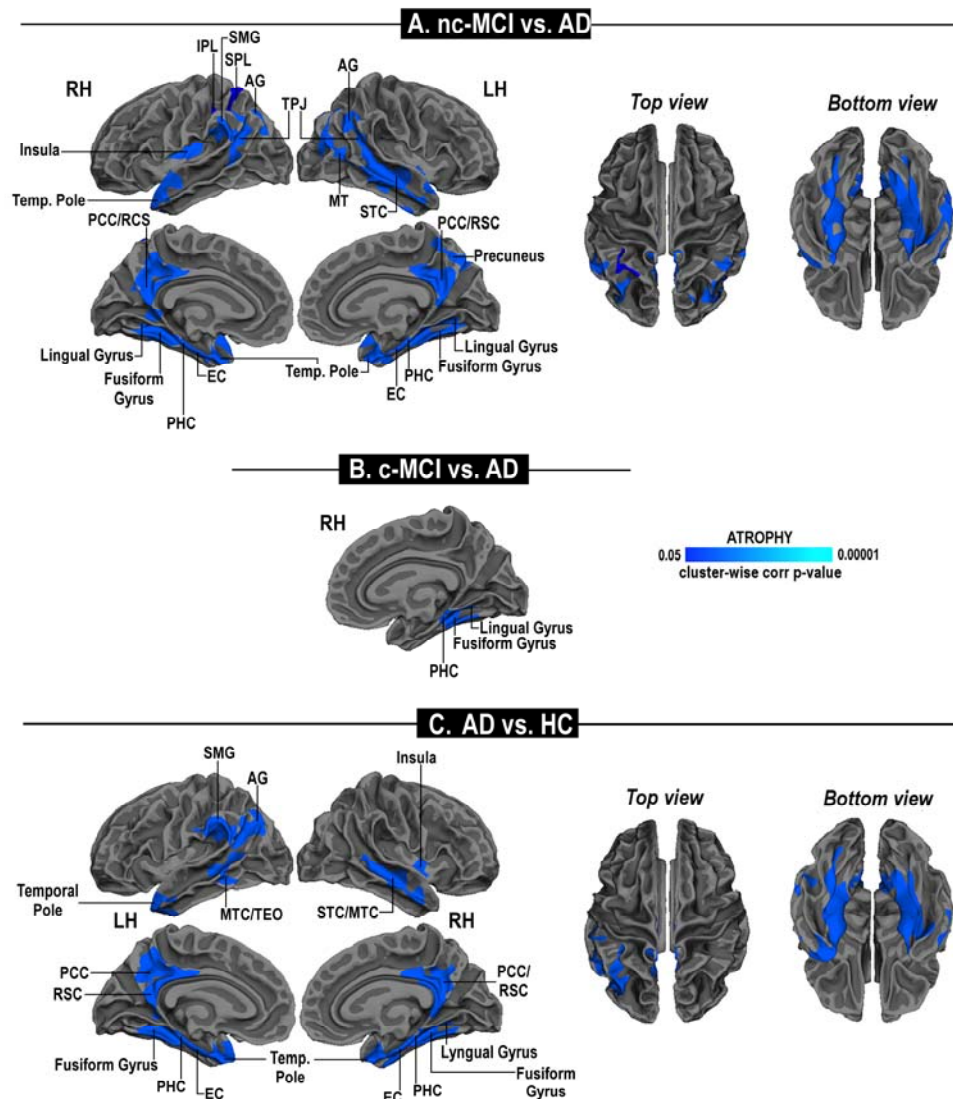 A. nc-MCI vs. AD
SMG
IPL
SPL
AG
AG
RH
LH
TPJ
Top view
Bottom view
Insula
Temp. Pole
MT
STC
PCC/RCS
PCC/RSC
Precuneus
Lingual Gyrus
Fusiform
Gyrus
EC
PHC
Temp. Pole
EC
PHC
Lingual Gyrus
Fusiform Gyrus
B. c-MCI vs. AD
RH
Lingual Gyrus
Fusiform Gyrus
PHC
ATROPHY
0.05
0.00001
cluster-wise corr p-value
C. AD vs. HC
SMG
AG
Insula
Top view
Bottom view
Temporal
Pole
LH
MTC/TEO
STC/MTC
RH
PCC
RSC
PCC/
RSC
Fusiform Gyrus
PHC
EC
Temp.
Pole
EC
PHC
Lyngual Gyrus
Fusiform
Gyrus